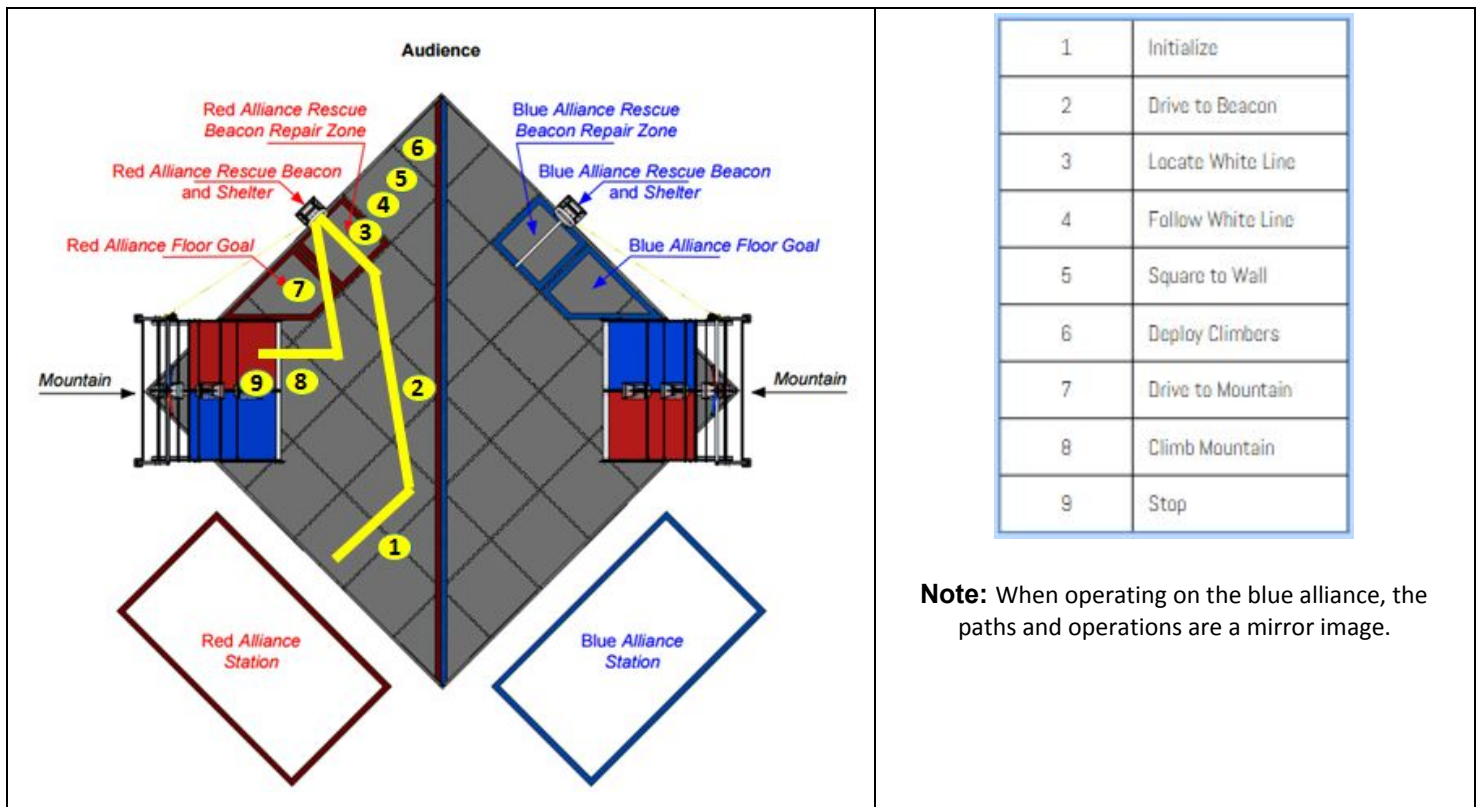 Audience
Red Alliance Rescue
Beacon Repair Zone
Blue Alliance Rescue
Beacon Repair Zone
Red Alliance Rescue Beacon
and Shelter
Blue Alliance Rescue Beacon
and Shelter
Red Alliance Floor Goal
Blue Alliance Floor Goal
6
5
4
3
7
Mountain
9
8
2
Mountain
1
Red Alliance
Station
Blue Alliance
Station
1 Initialize
2 Drive to Beacon
3 Locate White Line
4 Follow White Line
5 Square to Wall
6 Deploy Climbers
7 Drive to Mountain
8 Climb Mountain
9 Stop
Note: When operating on the blue alliance, the
paths and operations are a mirror image.